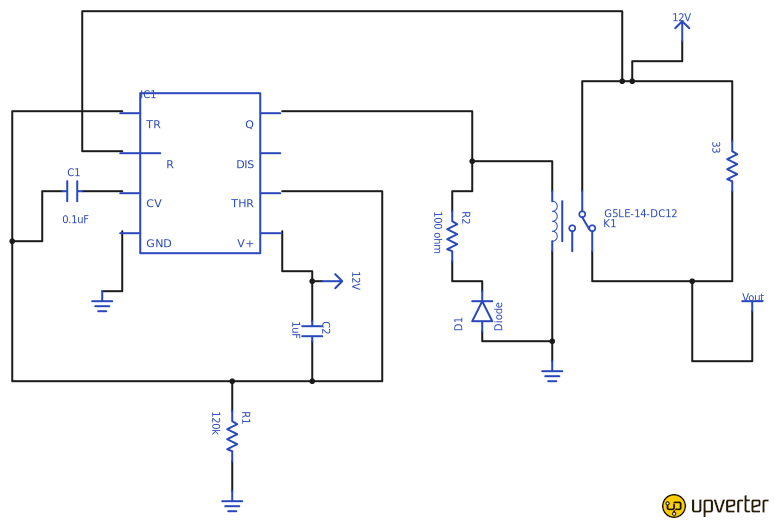 12V
IC1
TR
Q
R
DIS
33
C1
CV
THR
0.1uF
GND
V+
R2
100 ohm
G5LE-14-DC12
K1
12V
C2
1uF
D1
Diode
Vout
R1
120k
upverter